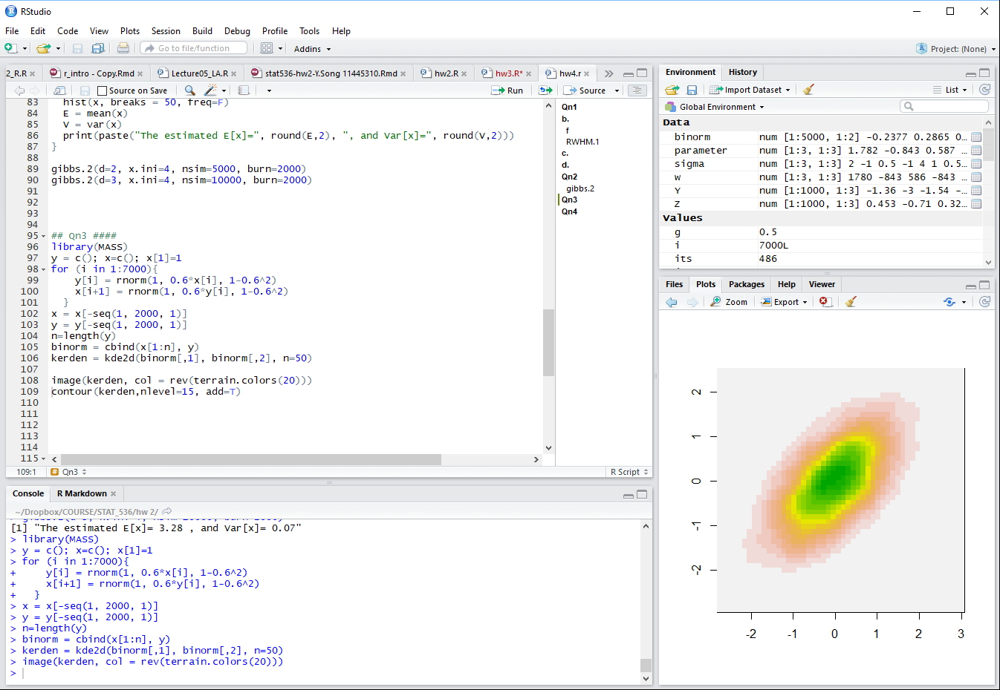 RStudio
File Edit Code View Plots Session Build Debug Profile Tools Help
Go to file/function Addins Project: (None)
2_R.R r_intro - Copy.Rmd Lecture05_LA.R stat536-hw2-Y.Song 11445310.Rmd hw2.R hw3.R* hw4.r
Source on Save Run Source
83 hist(x, breaks = 50, freq=F)
84 E = mean(x)
85 V = var(x)
86 print(paste("The estimated E[x]=", round(E,2), ", and Var[x]=", round(V,2)))
87 }
88
89 gibbs.2(d=2, x.ini=4, nsim=5000, burn=2000)
90 gibbs.2(d=3, x.ini=4, nsim=10000, burn=2000)
91
92
93
94
95 ## Qn3 ####
96 library(MASS)
97 y = c(); x=c(); x[1]=1
98 for (i in 1:7000){
99 y[i] = rnorm(1, 0.6*x[i], 1-0.6^2)
100 x[i+1] = rnorm(1, 0.6*y[i], 1-0.6^2)
101 }
102 x = x[-seq(1, 2000, 1)]
103 y = y[-seq(1, 2000, 1)]
104 n=length(y)
105 binorm = cbind(x[1:n], y)
106 kerden = kde2d(binorm[,1], binorm[,2], n=50)
107
108 image(kerden, col = rev(terrain.colors(20)))
109 contour(kerden,nlevel=15, add=T)
110
111
112
113
114
115
109:1 # Qn3 R Script
Qn1
b.
f
RWHM.1
c.
d.
Qn2
gibbs.2
Qn3
Qn4
Console R Markdown
~/Dropbox/COURSE/STAT_536/hw 2/
[1] "The estimated E[x]= 3.28 , and Var[x]= 0.07"
> library(MASS)
> y = c(); x=c(); x[1]=1
> for (i in 1:7000){
+ y[i] = rnorm(1, 0.6*x[i], 1-0.6^2)
+ x[i+1] = rnorm(1, 0.6*y[i], 1-0.6^2)
+ }
> x = x[-seq(1, 2000, 1)]
> y = y[-seq(1, 2000, 1)]
> n=length(y)
> binorm = cbind(x[1:n], y)
> kerden = kde2d(binorm[,1], binorm[,2], n=50)
> image(kerden, col = rev(terrain.colors(20)))
>
Environment History
Import Dataset List
Global Environment
Data
binorm num [1:5000, 1:2] -0.2377 0.2865 0…
parameter num [1:3, 1:3] 1.782 -0.843 0.587 …
sigma num [1:3, 1:3] 2 -1 0.5 -1 4 1 0.5…
w num [1:3, 1:3] 1780 -843 586 -843 …
Y num [1:1000, 1:3] -1.36 -3 -1.54 -…
Z num [1:1000, 1:3] 0.453 -0.71 0.32…
Values
g 0.5
i 7000L
its 486
Files Plots Packages Help Viewer
Zoom Export
2
1
0
-1
-2
-2 -1 0 1 2 3